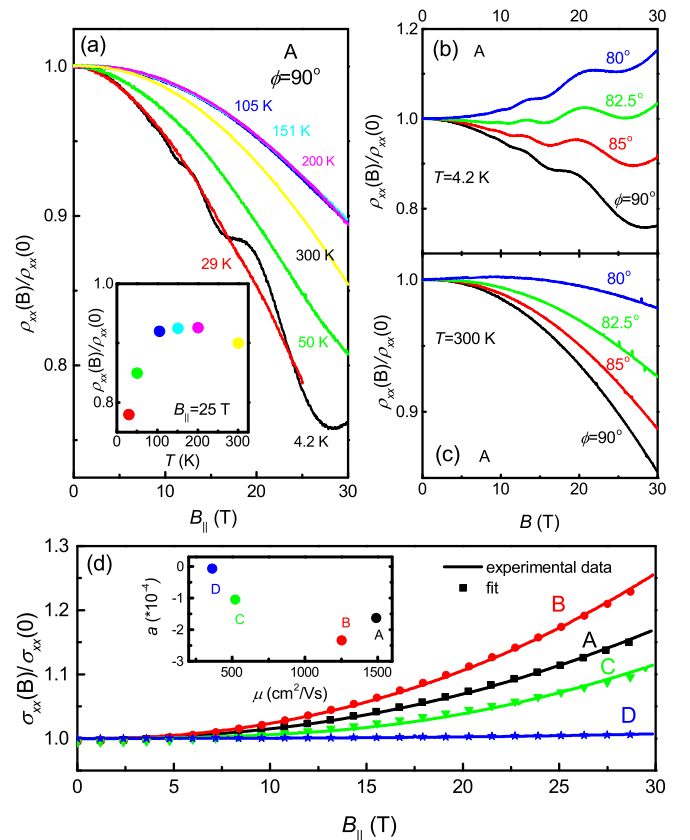 (a)
A
ϕ=90°
105 K
151 K
200 K
300 K
29 K
50 K
4.2 K
ρxx(B)/ρxx(0)
1.0
0.9
0.8
0
10
20
30
B|| (T)
ρxx(B)/ρxx(0)
1.0
0.8
B||=25 T
0 100 200 300
T (K)
0 10 20 30
(b) A
80°
82.5°
85°
T=4.2 K
ϕ=90°
ρxx(B)/ρxx(0)
1.2
1.0
0.8
80°
82.5°
T=300 K
85°
ϕ=90°
(c) A
ρxx(B)/ρxx(0)
1.0
0.9
0 10 20 30
B (T)
(d)
σxx(B)/σxx(0)
1.3
1.2
1.1
1.0
0 5 10 15 20 25 30
B|| (T)
a (*10⁻⁴)
0
-1
-2
-3
D
C
B
A
500 1000 1500
μ (cm²/Vs)
experimental data
fit
B
A
C
D